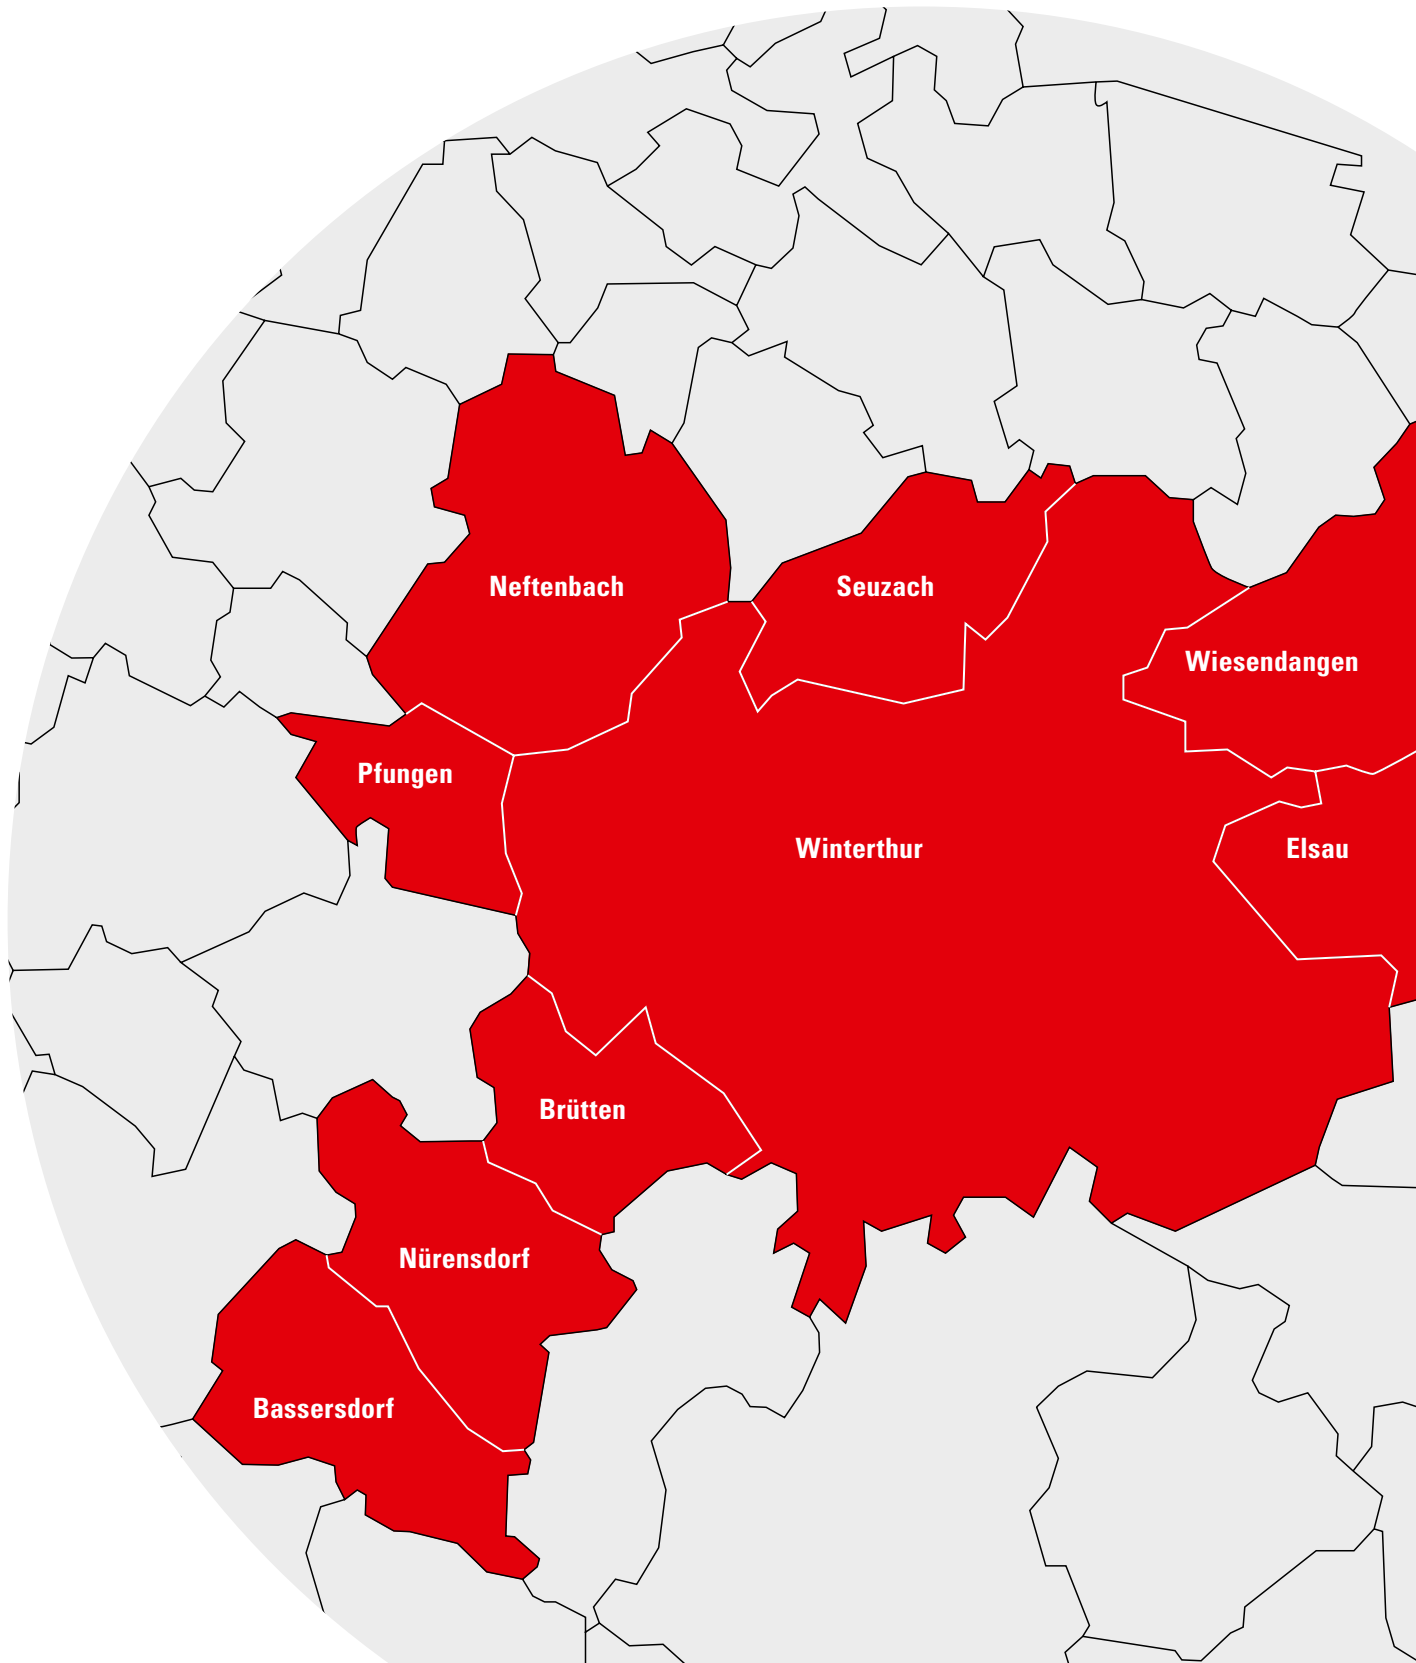 Neftenbach
Seuzach
Wiesendangen
Pfungen
Winterthur
Elsau
Brütten
Nürensdorf
Bassersdorf